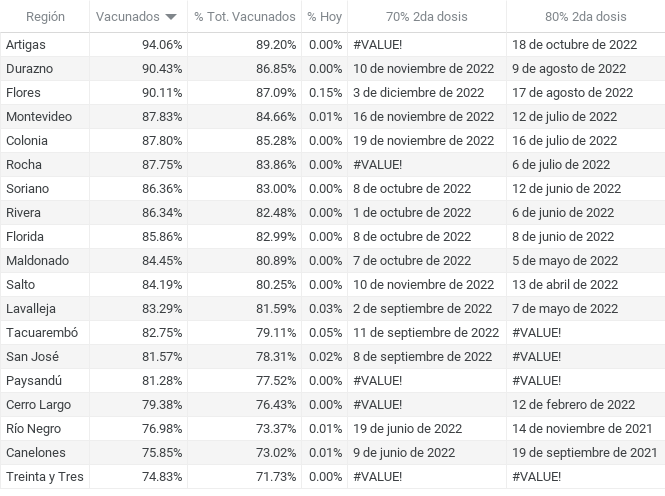 Región Vacunados % Tot. Vacunados % Hoy 70% 2da dosis 80% 2da dosis
Artigas 94.06% 89.20% 0.00% #VALUE! 18 de octubre de 2022
Durazno 90.43% 86.85% 0.00% 10 de noviembre de 2022 9 de agosto de 2022
Flores 90.11% 87.09% 0.15% 3 de diciembre de 2022 17 de agosto de 2022
Montevideo 87.83% 84.66% 0.01% 16 de noviembre de 2022 12 de julio de 2022
Colonia 87.80% 85.28% 0.00% 19 de noviembre de 2022 16 de julio de 2022
Rocha 87.75% 83.86% 0.00% #VALUE! 6 de julio de 2022
Soriano 86.36% 83.00% 0.00% 8 de octubre de 2022 12 de junio de 2022
Rivera 86.34% 82.48% 0.00% 1 de octubre de 2022 6 de junio de 2022
Florida 85.86% 82.99% 0.00% 8 de octubre de 2022 8 de junio de 2022
Maldonado 84.45% 80.89% 0.00% 7 de octubre de 2022 5 de mayo de 2022
Salto 84.19% 80.25% 0.00% 10 de noviembre de 2022 13 de abril de 2022
Lavalleja 83.29% 81.59% 0.03% 2 de septiembre de 2022 7 de mayo de 2022
Tacuarembó 82.75% 79.11% 0.05% 11 de septiembre de 2022 #VALUE!
San José 81.57% 78.31% 0.02% 8 de septiembre de 2022 #VALUE!
Paysandú 81.28% 77.52% 0.00% #VALUE! #VALUE!
Cerro Largo 79.38% 76.43% 0.00% #VALUE! 12 de febrero de 2022
Río Negro 76.98% 73.37% 0.01% 19 de junio de 2022 14 de noviembre de 2021
Canelones 75.85% 73.02% 0.01% 9 de junio de 2022 19 de septiembre de 2021
Treinta y Tres 74.83% 71.73% 0.00% #VALUE! #VALUE!